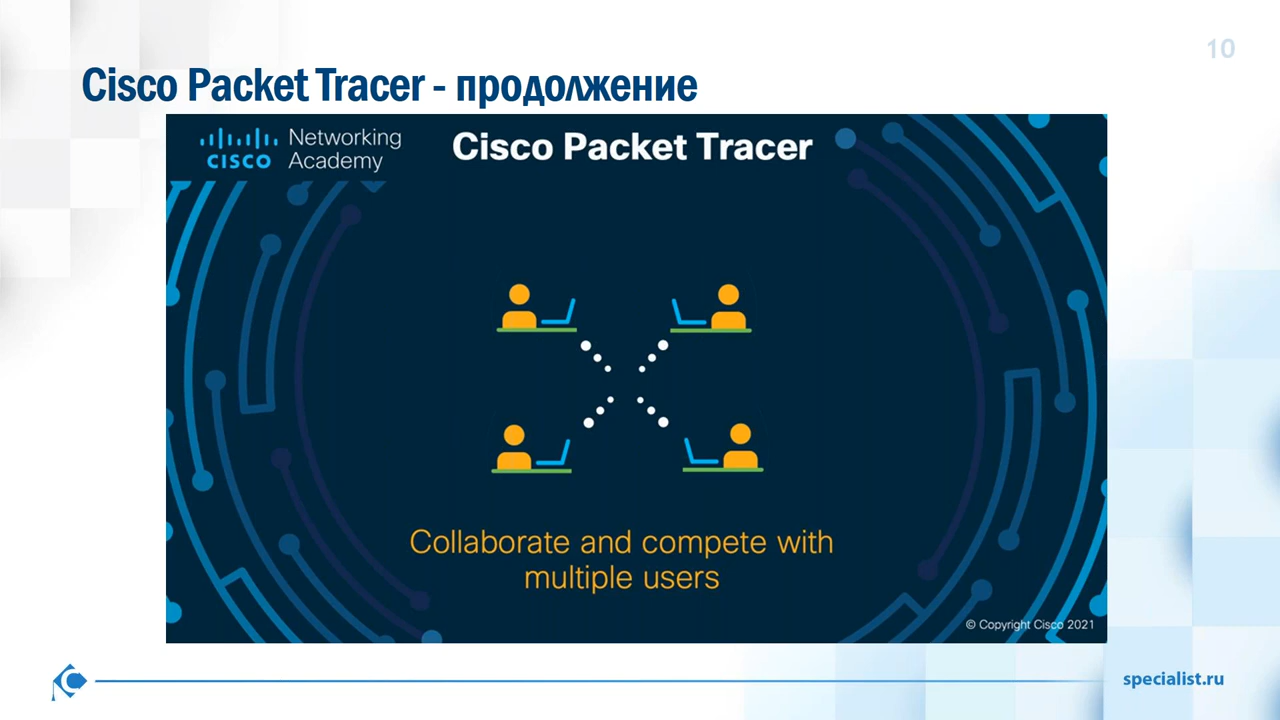 10
Cisco Packet Tracer - продолжение
CISCO
Networking
Academy
Cisco Packet Tracer
Collaborate and compete with
multiple users
© Copyright Cisco 2021
specialist.ru